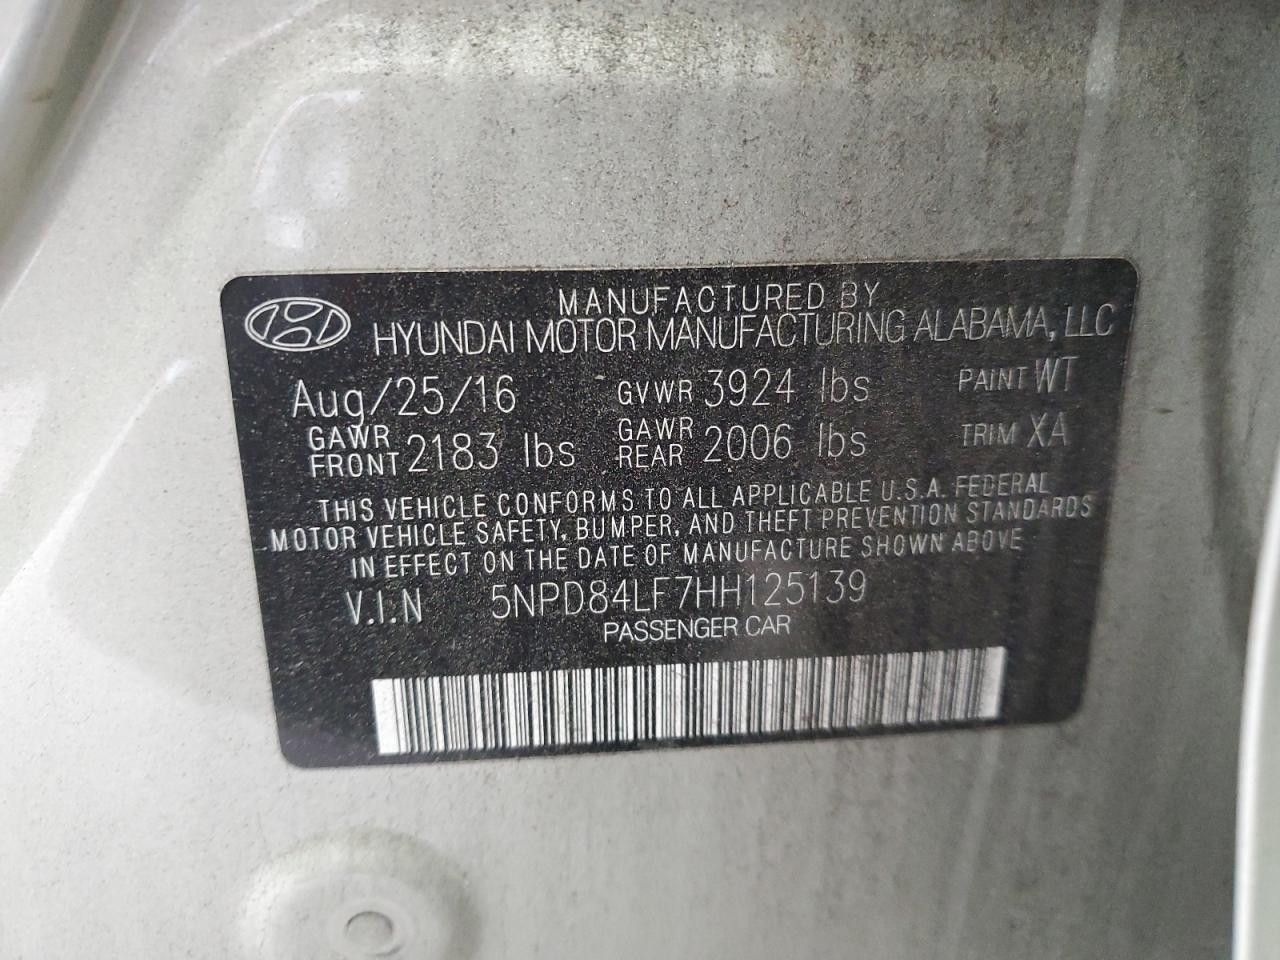 MANUFACTURED BY
HYUNDAI MOTOR MANUFACTURING ALABAMA, LLC
Aug/25/16 GVWR 3924 lbs PAINT WT
GAWR FRONT 2183 lbs GAWR REAR 2006 lbs TRIM XA
THIS VEHICLE CONFORMS TO ALL APPLICABLE U.S.A. FEDERAL
MOTOR VEHICLE SAFETY, BUMPER, AND THEFT PREVENTION STANDARDS
IN EFFECT ON THE DATE OF MANUFACTURE SHOWN ABOVE
V.I.N 5NPD84LF7HH125139
PASSENGER CAR